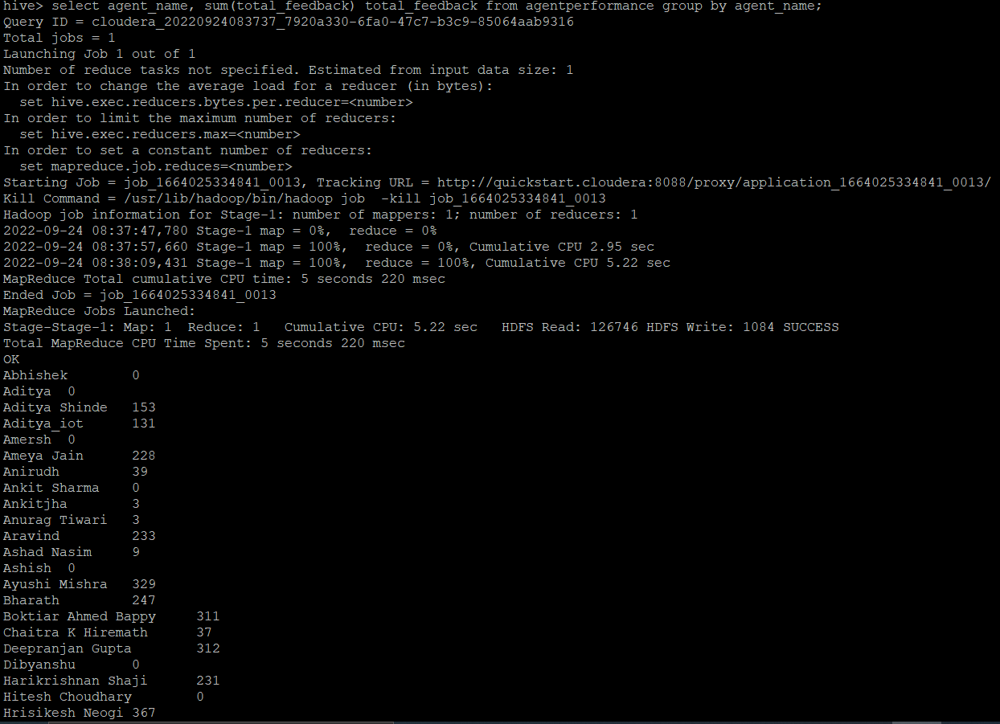 hive> select agent_name, sum(total_feedback) total_feedback from agentperformance group by agent_name;
Query ID = cloudera_20220924083737_7920a330-6fa0-47c7-b3c9-85064aab9316
Total jobs = 1
Launching Job 1 out of 1
Number of reduce tasks not specified. Estimated from input data size: 1
In order to change the average load for a reducer (in bytes):
  set hive.exec.reducers.bytes.per.reducer=<number>
In order to limit the maximum number of reducers:
  set hive.exec.reducers.max=<number>
In order to set a constant number of reducers:
  set mapreduce.job.reduces=<number>
Starting Job = job_1664025334841_0013, Tracking URL = http://quickstart.cloudera:8088/proxy/application_1664025334841_0013/
Kill Command = /usr/lib/hadoop/bin/hadoop job  -kill job_1664025334841_0013
Hadoop job information for Stage-1: number of mappers: 1; number of reducers: 1
2022-09-24 08:37:47,780 Stage-1 map = 0%,  reduce = 0%
2022-09-24 08:37:57,660 Stage-1 map = 100%,  reduce = 0%, Cumulative CPU 2.95 sec
2022-09-24 08:38:09,431 Stage-1 map = 100%,  reduce = 100%, Cumulative CPU 5.22 sec
MapReduce Total cumulative CPU time: 5 seconds 220 msec
Ended Job = job_1664025334841_0013
MapReduce Jobs Launched:
Stage-Stage-1: Map: 1  Reduce: 1   Cumulative CPU: 5.22 sec   HDFS Read: 126746 HDFS Write: 1084 SUCCESS
Total MapReduce CPU Time Spent: 5 seconds 220 msec
OK
Abhishek        0
Aditya  0
Aditya Shinde   153
Aditya_iot      131
Amersh  0
Ameya Jain      228
Anirudh         39
Ankit Sharma    0
Ankitjha        3
Anurag Tiwari   3
Aravind         233
Ashad Nasim     9
Ashish  0
Ayushi Mishra   329
Bharath         247
Boktiar Ahmed Bappy     311
Chaitra K Hiremath      37
Deepranjan Gupta        312
Dibyanshu       0
Harikrishnan Shaji      231
Hitesh Choudhary        0
Hrisikesh Neogi 367